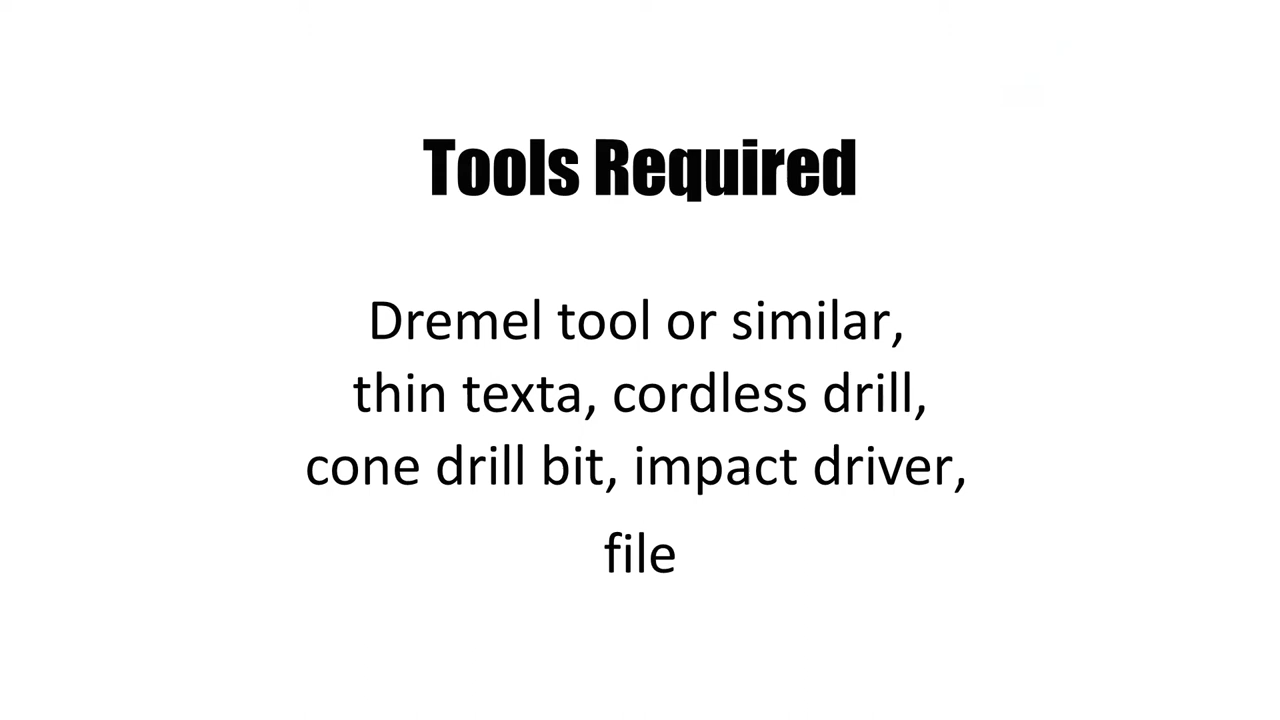 Tools Required
Dremel tool or similar,
thin texta, cordless drill,
cone drill bit, impact driver,
file